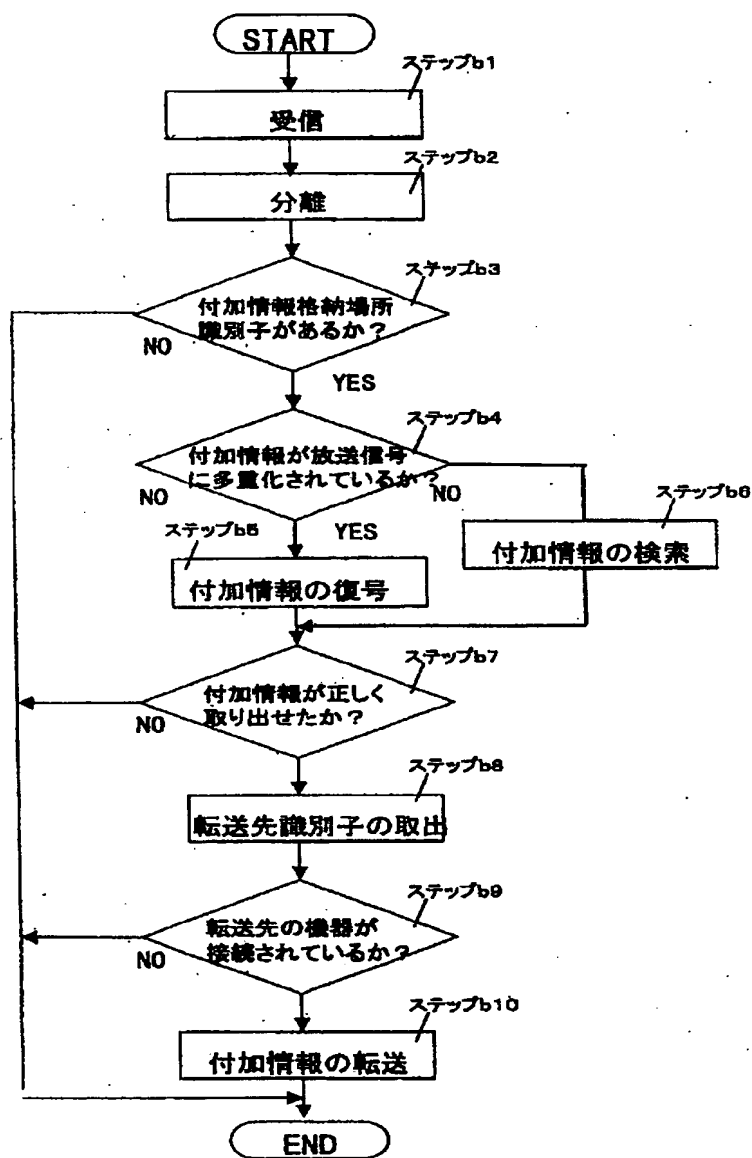 START
ステップb1
受信
ステップb2
分離
ステップb3
付加情報格納場所
識別子があるか？
NO
YES
ステップb4
付加情報が放送信号
に多重化されているか？
NO
NO
YES
ステップb5
付加情報の復号
ステップb6
付加情報の検索
ステップb7
付加情報が正しく
取り出せたか？
NO
ステップb8
転送先識別子の取出
ステップb9
転送先の機器が
接続されているか？
NO
ステップb10
付加情報の転送
END